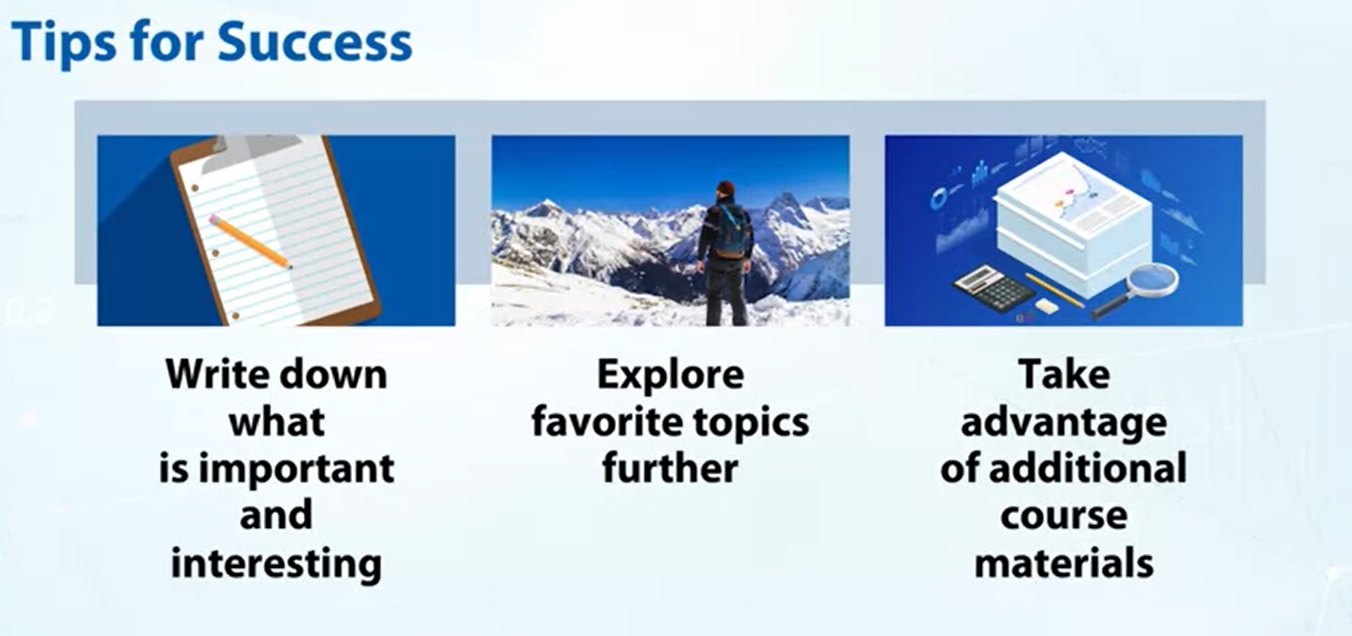 Tips for Success
Write down
what
is important
and
interesting
Explore
favorite topics
further
Take
advantage
of additional
course
materials